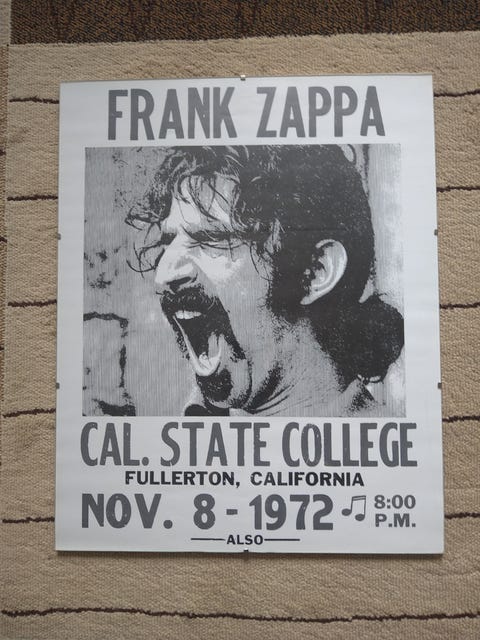 FRANK ZAPPA
CAL. STATE COLLEGE
FULLERTON, CALIFORNIA
NOV. 8 - 1972 ♫ 8:00 P.M.
ALSO